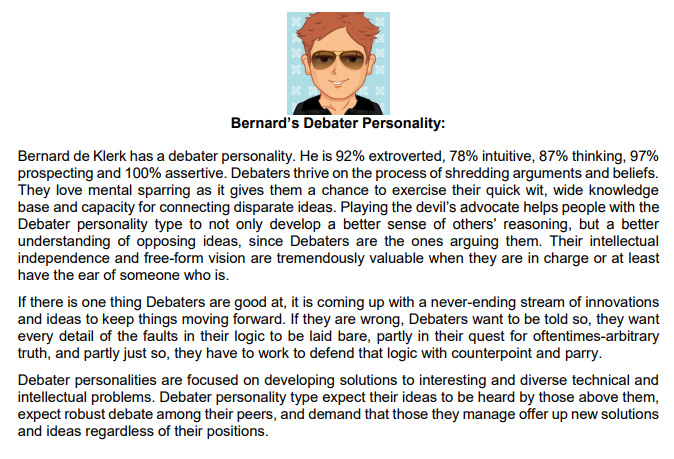 Bernard’s Debater Personality:
Bernard de Klerk has a debater personality. He is 92% extroverted, 78% intuitive, 87% thinking, 97%
prospecting and 100% assertive. Debaters thrive on the process of shredding arguments and beliefs.
They love mental sparring as it gives them a chance to exercise their quick wit, wide knowledge
base and capacity for connecting disparate ideas. Playing the devil’s advocate helps people with the
Debater personality type to not only develop a better sense of others’ reasoning, but a better
understanding of opposing ideas, since Debaters are the ones arguing them. Their intellectual
independence and free-form vision are tremendously valuable when they are in charge or at least
have the ear of someone who is.
If there is one thing Debaters are good at, it is coming up with a never-ending stream of innovations
and ideas to keep things moving forward. If they are wrong, Debaters want to be told so, they want
every detail of the faults in their logic to be laid bare, partly in their quest for oftentimes-arbitrary
truth, and partly just so, they have to work to defend that logic with counterpoint and parry.
Debater personalities are focused on developing solutions to interesting and diverse technical and
intellectual problems. Debater personality type expect their ideas to be heard by those above them,
expect robust debate among their peers, and demand that those they manage offer up new solutions
and ideas regardless of their positions.